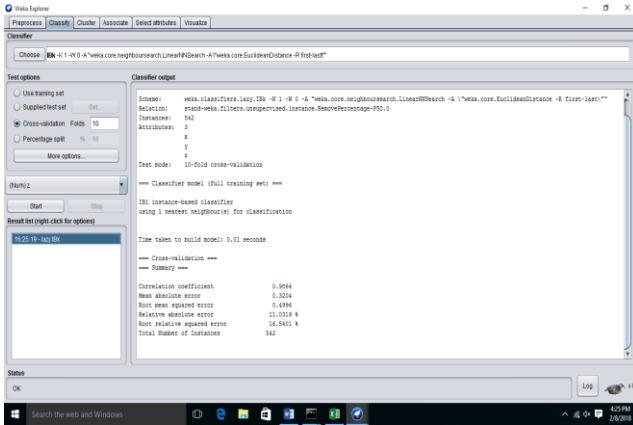 Weka Explorer
Preprocess Classify Cluster Associate Select attributes Visualize
Classifier
Choose IBk -K 1 -W 0 -A "weka.core.neighboursearch.LinearNNSearch -A \"weka.core.EuclideanDistance -R first-last\""
Test options
Use training set
Supplied test set Set...
Cross-validation Folds 10
Percentage split % 66
More options...
(Num) z
Start Stop
Result list (right-click for options)
16:25:19 - lazy.IBk
Classifier output
Scheme: weka.classifiers.lazy.IBk -K 1 -W 0 -A "weka.core.neighboursearch.LinearNNSearch -A \"weka.core.EuclideanDistance -R first-last\""
Relation: stand-weka.filters.unsupervised.instance.RemovePercentage-P50.0
Instances: 542
Attributes: 3
x
y
z
Test mode: 10-fold cross-validation
=== Classifier model (full training set) ===
IB1 instance-based classifier
using 1 nearest neighbour(s) for classification
Time taken to build model: 0.01 seconds
=== Cross-validation ===
=== Summary ===
Correlation coefficient 0.9864
Mean absolute error 0.3204
Root mean squared error 0.4996
Relative absolute error 11.0319 %
Root relative squared error 16.5401 %
Total Number of Instances 542
Status
OK
Log
Search the web and Windows
4:25 PM
2/8/2018